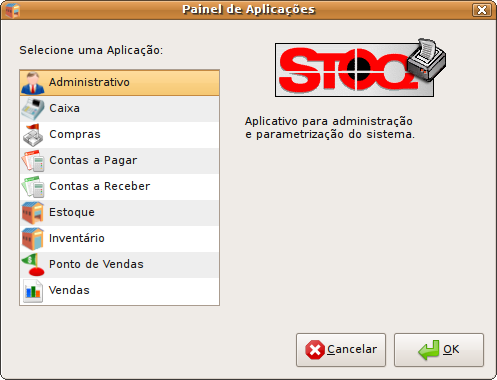 Painel de Aplicações
Selecione uma Aplicação:
Administrativo
Caixa
Compras
Contas a Pagar
Contas a Receber
Estoque
Inventário
Ponto de Vendas
Vendas
STOQ
Aplicativo para administração
e parametrização do sistema.
Cancelar
OK